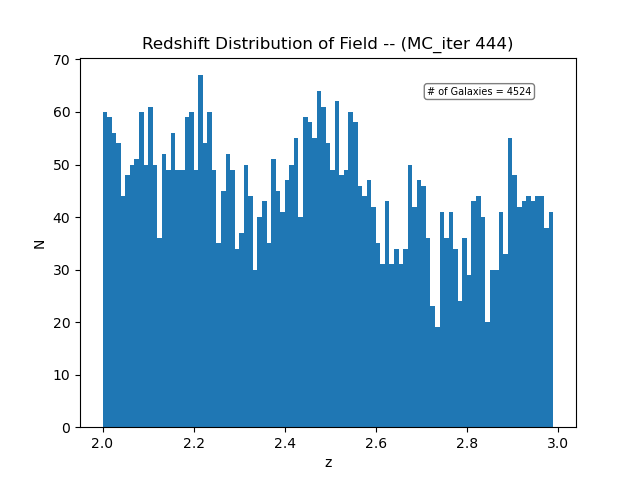 Redshift Distribution of Field -- (MC_iter 444)
# of Galaxies = 4524
N
70
60
50
40
30
20
10
0
2.0 2.2 2.4 2.6 2.8 3.0
z